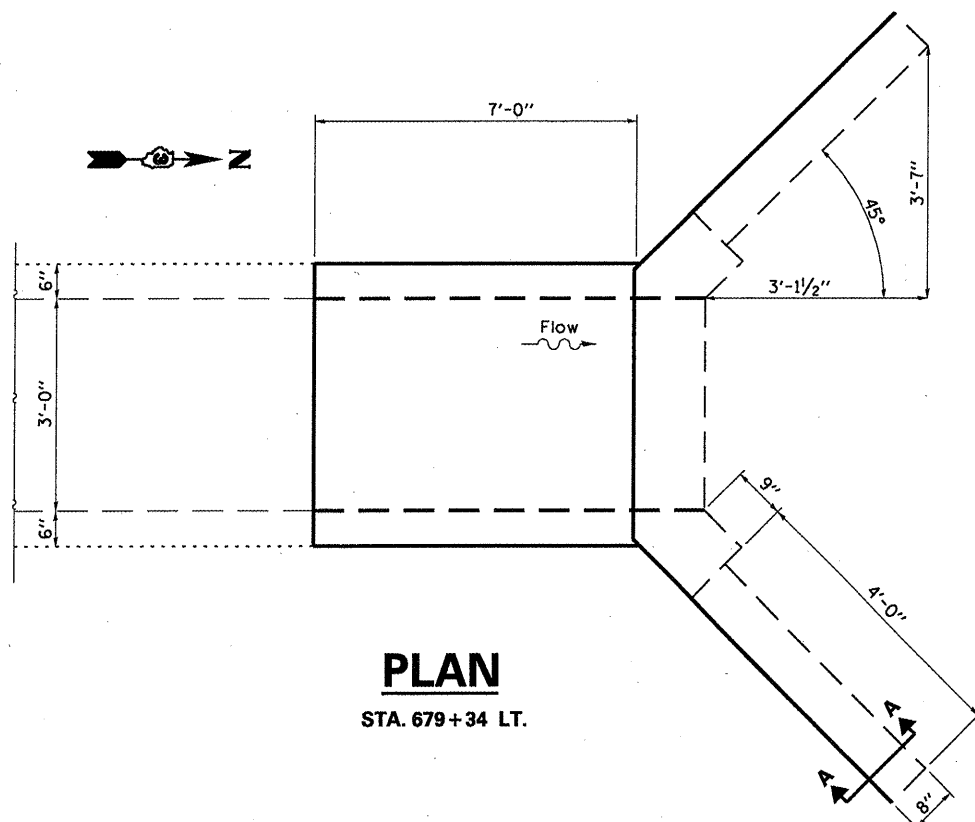 7'-0"
N
45°
3'-7"
3'-1½"
6"
3'-0"
6"
Flow
9"
4'-0"
8"
A
A
PLAN
STA. 679+34 LT.